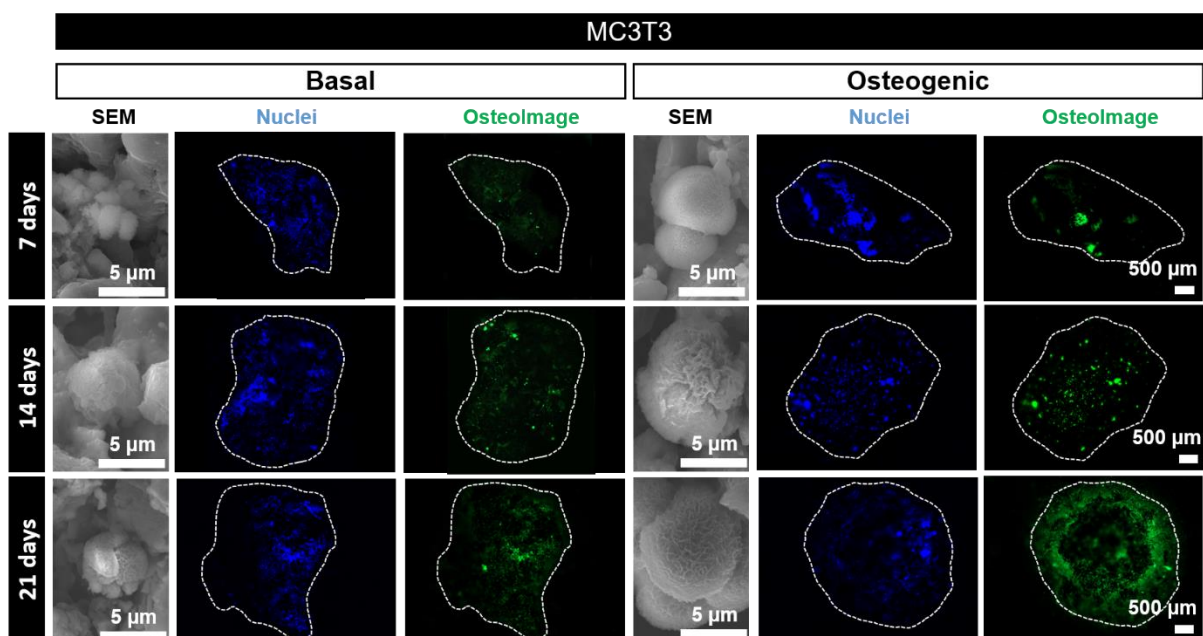 MC3T3
Basal
Osteogenic
SEM
Nuclei
OsteoImage
SEM
Nuclei
OsteoImage
7 days
5 µm
5 µm
500 µm
14 days
5 µm
5 µm
500 µm
21 days
5 µm
5 µm
500 µm